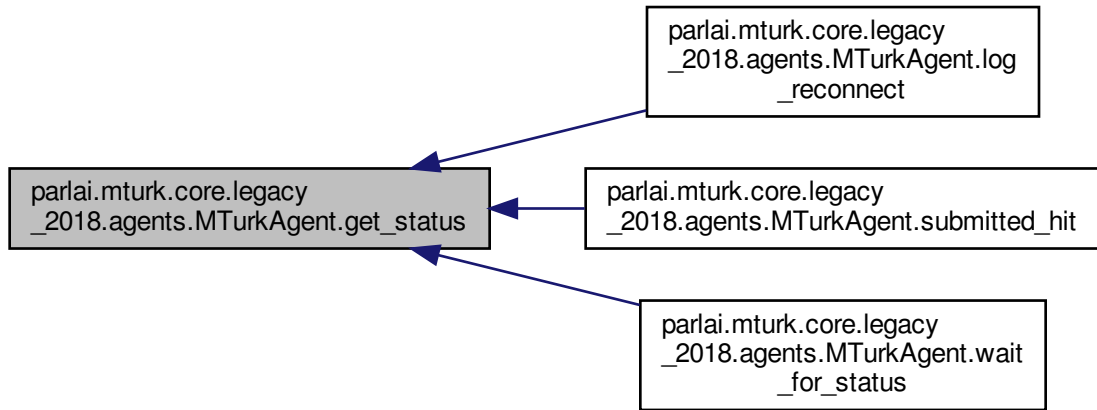 parlai.mturk.core.legacy
_2018.agents.MTurkAgent.log
_reconnect
parlai.mturk.core.legacy
_2018.agents.MTurkAgent.get_status
parlai.mturk.core.legacy
_2018.agents.MTurkAgent.submitted_hit
parlai.mturk.core.legacy
_2018.agents.MTurkAgent.wait
_for_status